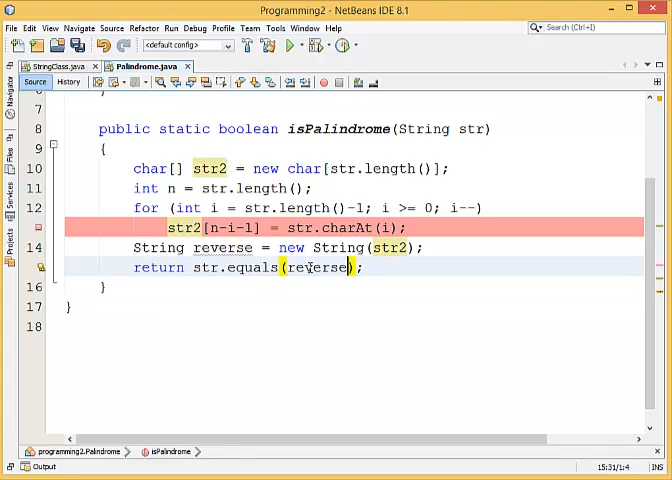 Programming2 - NetBeans IDE 8.1
File Edit View Navigate Source Refactor Run Debug Profile Team Tools Window Help
Search (Ctrl+I)
<default config>
StringClass.java Palindrome.java
Source History
Navigator
Files
Services
Projects
7
8 public static boolean isPalindrome(String str)
9 {
10 char[] str2 = new char[str.length()];
11 int n = str.length();
12 for (int i = str.length()-1; i >= 0; i--)
str2[n-i-1] = str.charAt(i);
14 String reverse = new String(str2);
return str.equals(reverse);
16 }
17 }
18
programming2.Palindrome isPalindrome
Output
15:31/1:4